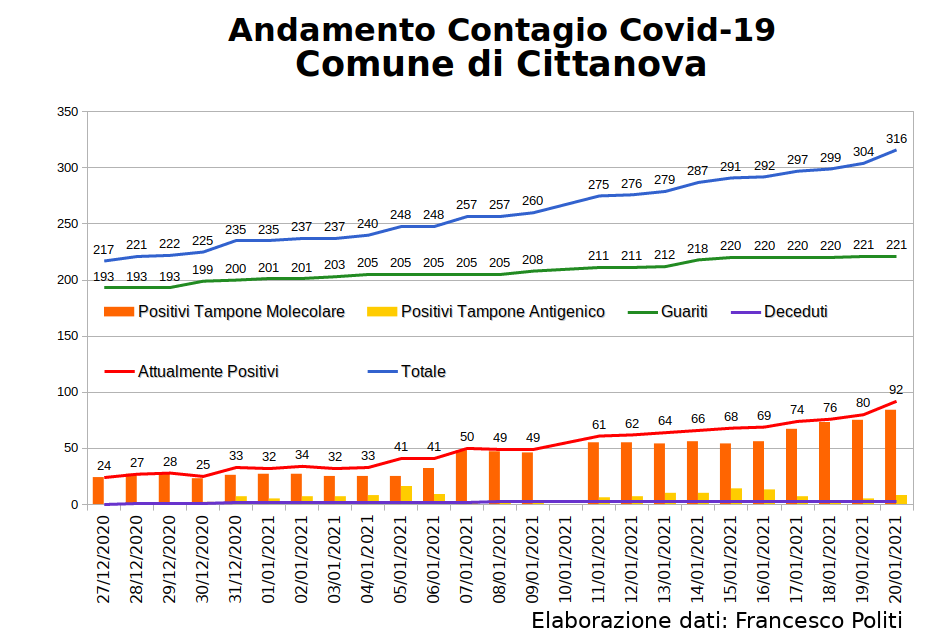 Andamento Contagio Covid-19
Comune di Cittanova
350
300
250
200
150
100
50
0
217 221 222 225 235 235 237 237 240 248 248 257 257 260 275 276 279 287 291 292 297 299 304 316
193 193 193 199 200 201 201 203 205 205 205 205 205 208 211 211 212 218 220 220 220 220 221 221
Positivi Tampone Molecolare Positivi Tampone Antigenico Guariti Deceduti
Attualmente Positivi Totale
24 27 28 25 33 32 34 32 33 41 41 50 49 49 61 62 64 66 68 69 74 76 80 92
27/12/2020 28/12/2020 29/12/2020 30/12/2020 31/12/2020 01/01/2021 02/01/2021 03/01/2021 04/01/2021 05/01/2021 06/01/2021 07/01/2021 08/01/2021 09/01/2021 10/01/2021 11/01/2021 12/01/2021 13/01/2021 14/01/2021 15/01/2021 16/01/2021 17/01/2021 18/01/2021 19/01/2021 20/01/2021
Elaborazione dati: Francesco Politi